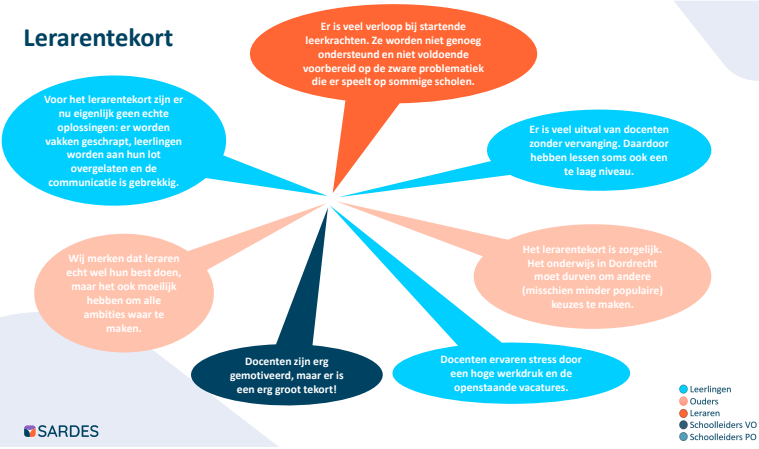 Lerarentekort
Er is veel verloop bij startende
leerkrachten. Ze worden niet genoeg
ondersteund en niet voldoende
voorbereid op de zware problematiek
die er speelt op sommige scholen.
Voor het lerarentekort zijn er
nu eigenlijk geen echte
oplossingen: er worden
vakken geschrapt, leerlingen
worden aan hun lot
overgelaten en de
communicatie is gebrekkig.
Er is veel uitval van docenten
zonder vervanging. Daardoor
hebben lessen soms ook een
te laag niveau.
Wij merken dat leraren
echt wel hun best doen,
maar het ook moeilijk
hebben om alle
ambities waar te
maken.
Het lerarentekort is zorgelijk.
Het onderwijs in Dordrecht
moet durven om andere
(misschien minder populaire)
keuzes te maken.
Docenten zijn erg
gemotiveerd, maar er is
een erg groot tekort!
Docenten ervaren stress door
een hoge werkdruk en de
openstaande vacatures.
Leerlingen
Ouders
Leraren
Schoolleiders VO
Schoolleiders PO
SARDES